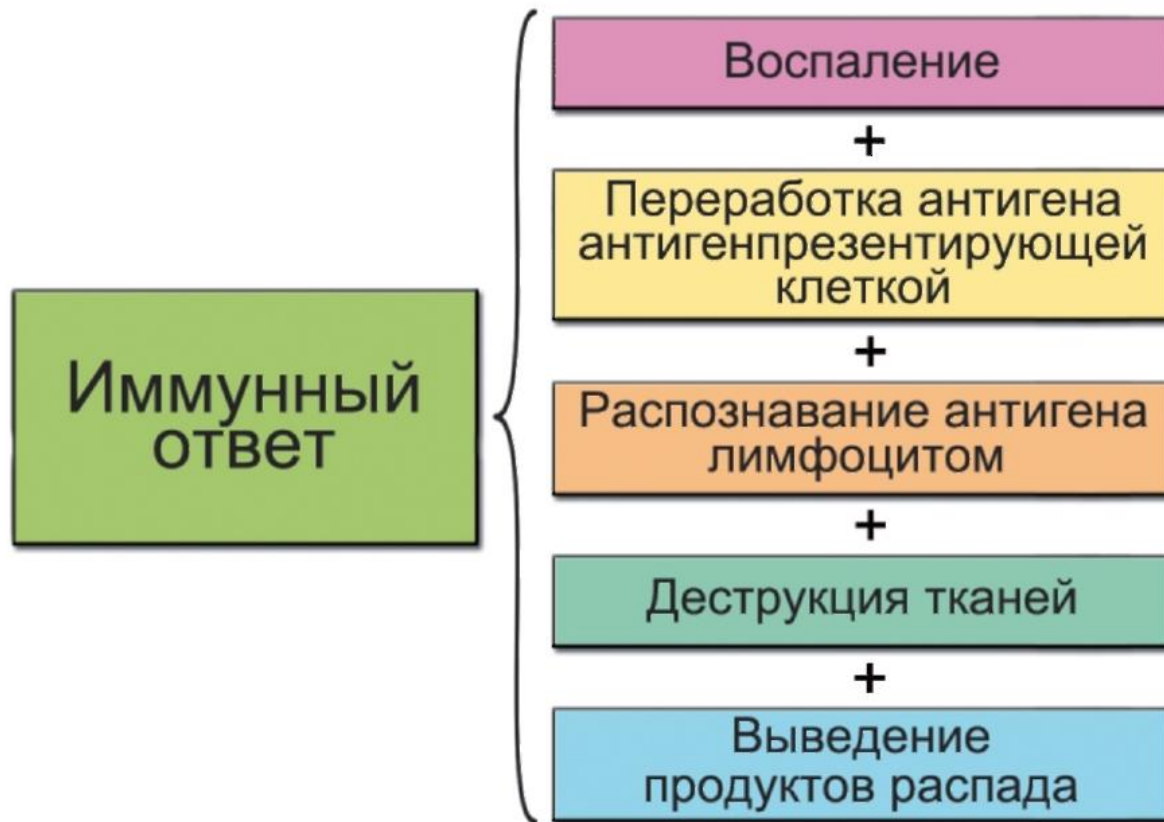 Иммунный
ответ
Воспаление
+
Переработка антигена
антигенпрезентирующей
клеткой
+
Распознавание антигена
лимфоцитом
+
Деструкция тканей
+
Выведение
продуктов распада